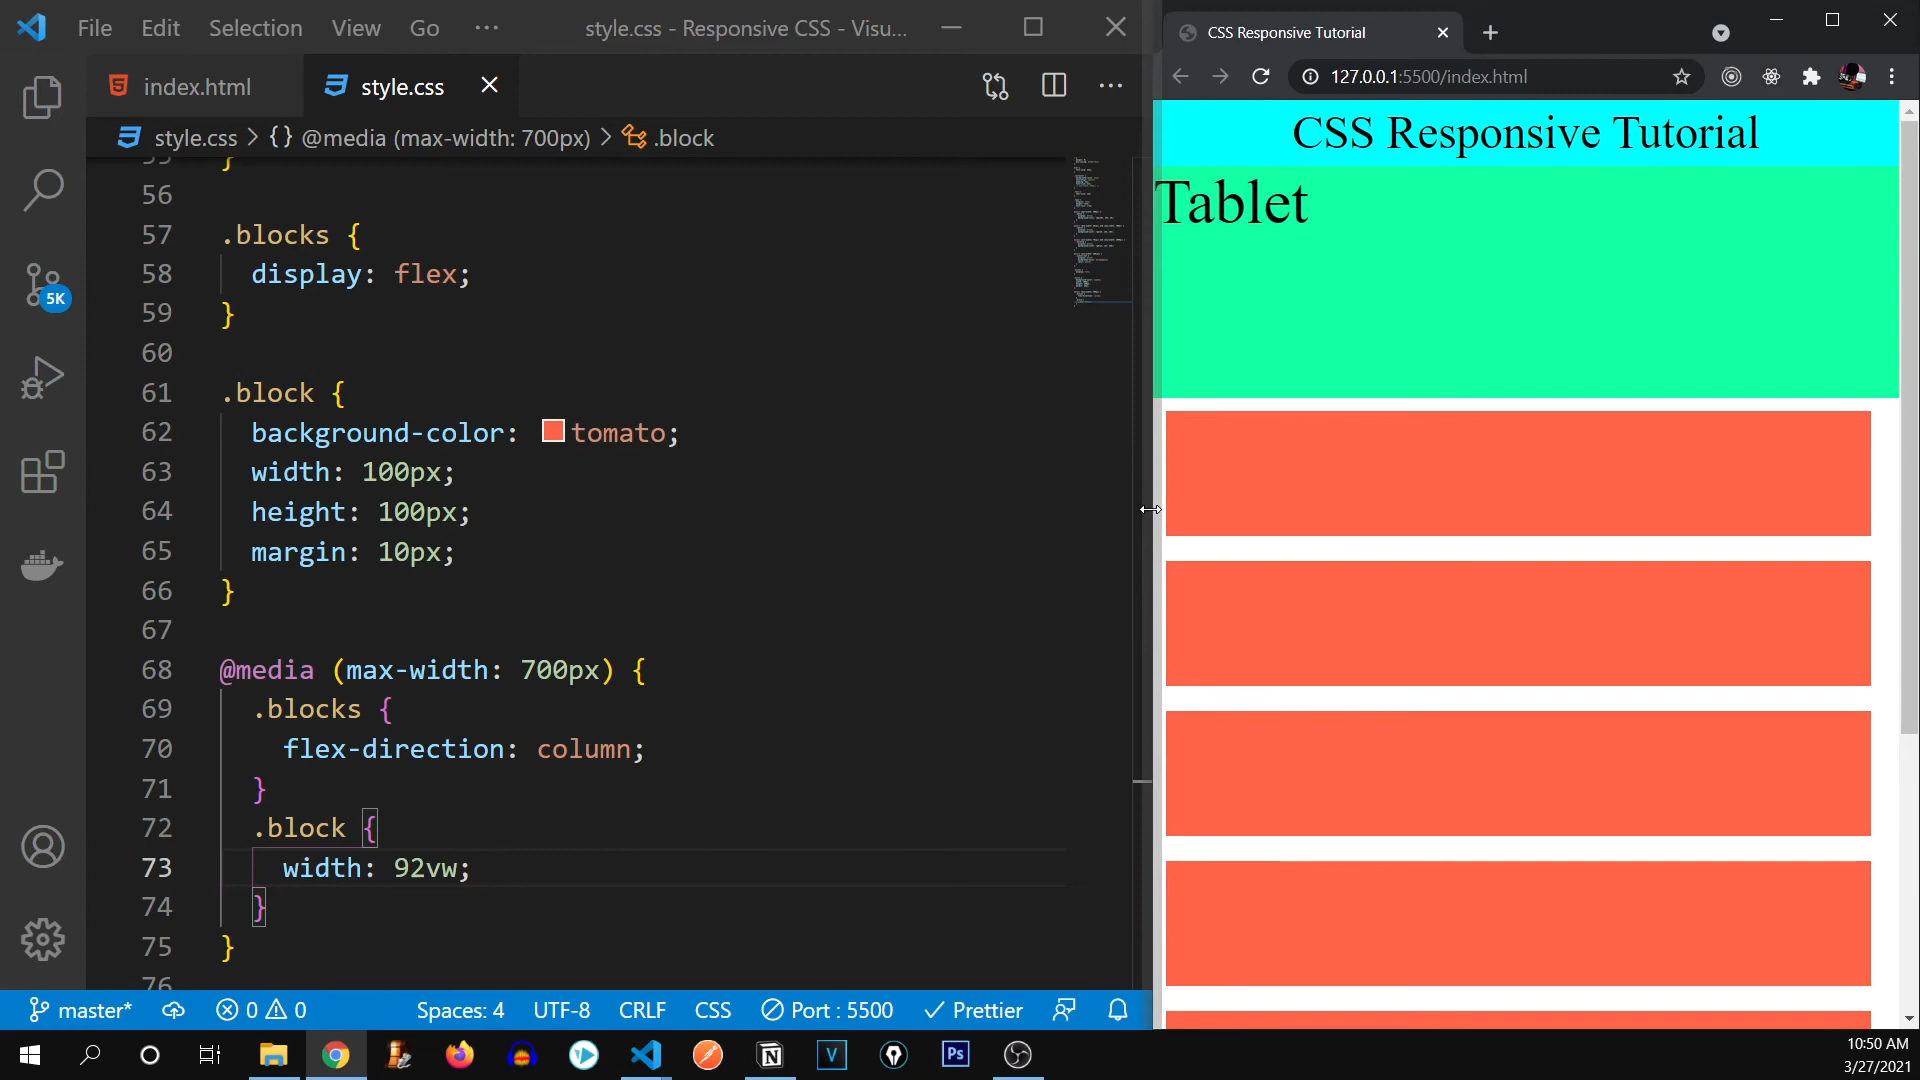 File Edit Selection View Go ··· style.css - Responsive CSS - Visu...
index.html style.css
style.css > {} @media (max-width: 700px) > .block
55 }
56
57 .blocks {
58 display: flex;
59 }
60
61 .block {
62 background-color: tomato;
63 width: 100px;
64 height: 100px;
65 margin: 10px;
66 }
67
68 @media (max-width: 700px) {
69 .blocks {
70 flex-direction: column;
71 }
72 .block {
73 width: 92vw;
74 }
75 }
76
5K
master* 0 0 Spaces: 4 UTF-8 CRLF CSS Port : 5500 Prettier
CSS Responsive Tutorial
127.0.0.1:5500/index.html
CSS Responsive Tutorial
Tablet
N V Ps
10:50 AM
3/27/2021